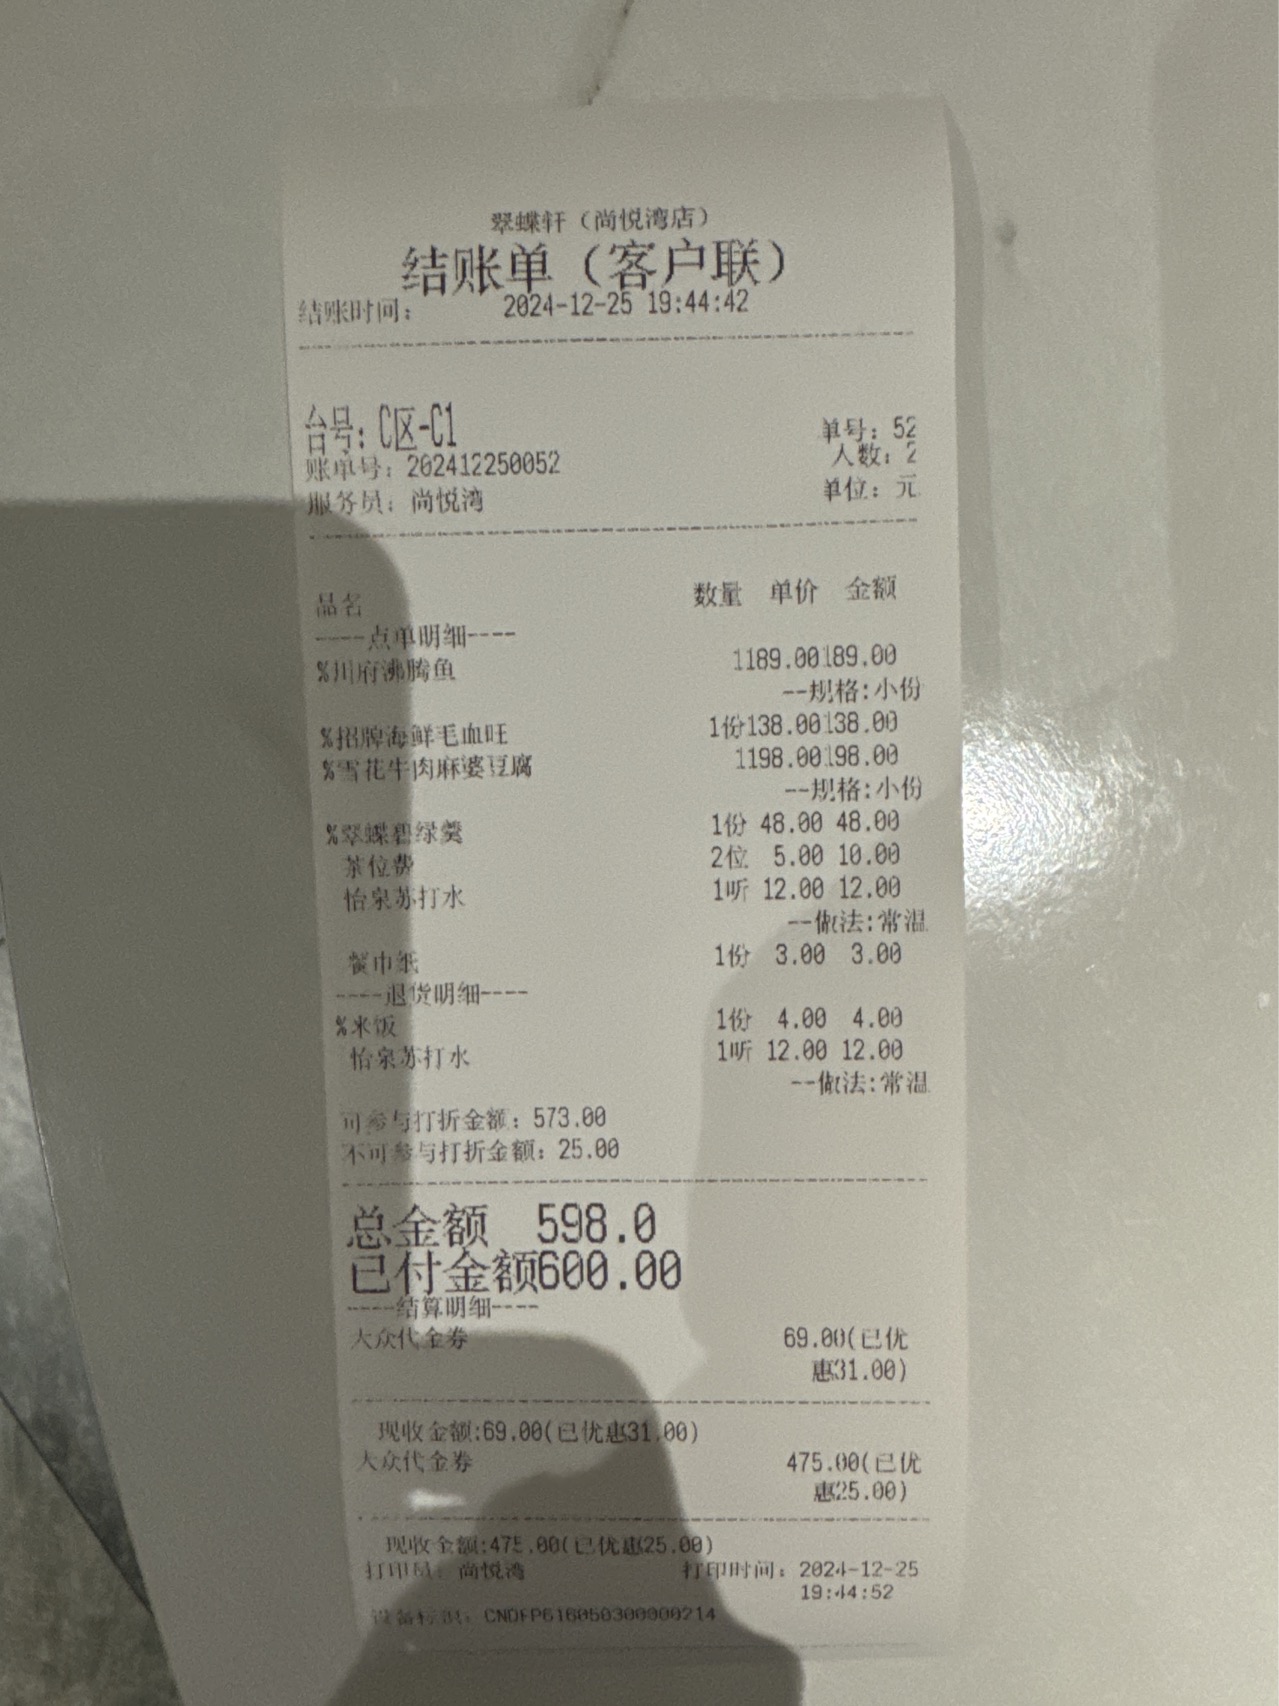 翠蝶轩（尚悦湾店）
结账单（客户联）
结账时间： 2024-12-25 19:44:42
台号：C区-C1 单号：52
账单号：202412250052 人数：2
服务员：尚悦湾 单位：元
品名 数量 单价 金额
----点单明细----
%川府沸腾鱼 1189.00189.00
--规格:小份
%招牌海鲜毛血旺 1份138.00138.00
%雪花牛肉麻婆豆腐 1198.00198.00
--规格:小份
%翠蝶碧绿羹 1份 48.00 48.00
茶位费 2位 5.00 10.00
怡泉苏打水 1听 12.00 12.00
--做法:常温
餐巾纸 1份 3.00 3.00
----退货明细----
%米饭 1份 4.00 4.00
怡泉苏打水 1听 12.00 12.00
--做法:常温
可参与打折金额：573.00
不可参与打折金额：25.00
总金额 598.0
已付金额600.00
----结算明细----
大众代金券 69.00(已优
惠31.00)
现收金额:69.00(已优惠31.00)
大众代金券 475.00(已优
惠25.00)
现收金额:475.00(已优惠25.00)
打印员：尚悦湾 打印时间：2024-12-25
19:44:52
设备标识：CNDFP616050300900214